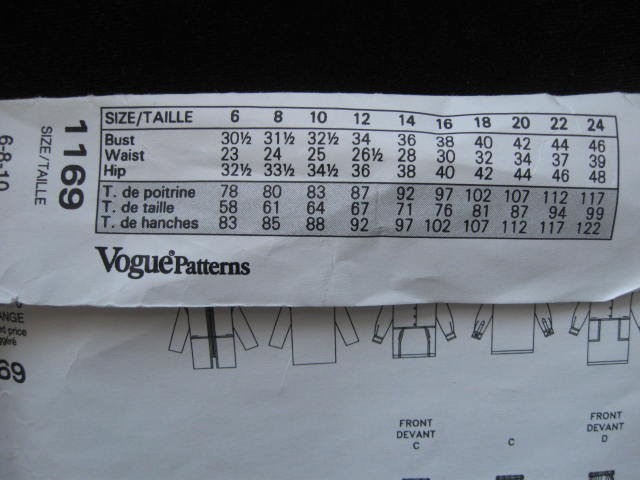 SIZE/TAILLE 6 8 10 12 14 16 18 20 22 24
Bust 30½ 31½ 32½ 34 36 38 40 42 44 46
Waist 23 24 25 26½ 28 30 32 34 37 39
Hip 32½ 33½ 34½ 36 38 40 42 44 46 48
T. de poitrine 78 80 83 87 92 97 102 107 112 117
T. de taille 58 61 64 67 71 76 81 87 94 99
T. de hanches 83 85 88 92 97 102 107 112 117 122
Vogue Patterns
1169
SIZE/TAILLE
6-8-10
ANGE
et price
ggéré
69
FRONT
DEVANT
C
C
FRONT
DEVANT
D